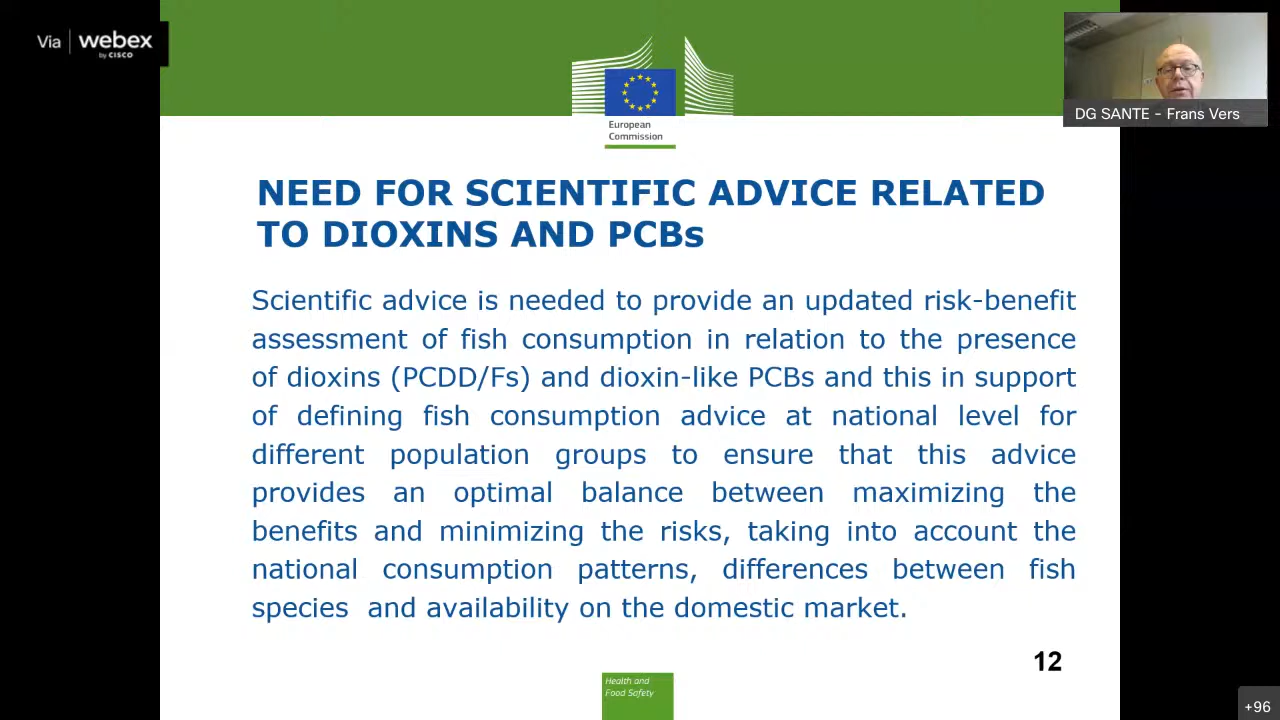 Via webex
by CISCO
DG SANTE - Frans Vers
European
Commission
NEED FOR SCIENTIFIC ADVICE RELATED
TO DIOXINS AND PCBs
Scientific advice is needed to provide an updated risk-benefit
assessment of fish consumption in relation to the presence
of dioxins (PCDD/Fs) and dioxin-like PCBs and this in support
of defining fish consumption advice at national level for
different population groups to ensure that this advice
provides an optimal balance between maximizing the
benefits and minimizing the risks, taking into account the
national consumption patterns, differences between fish
species and availability on the domestic market.
12
Health and
Food Safety
+96